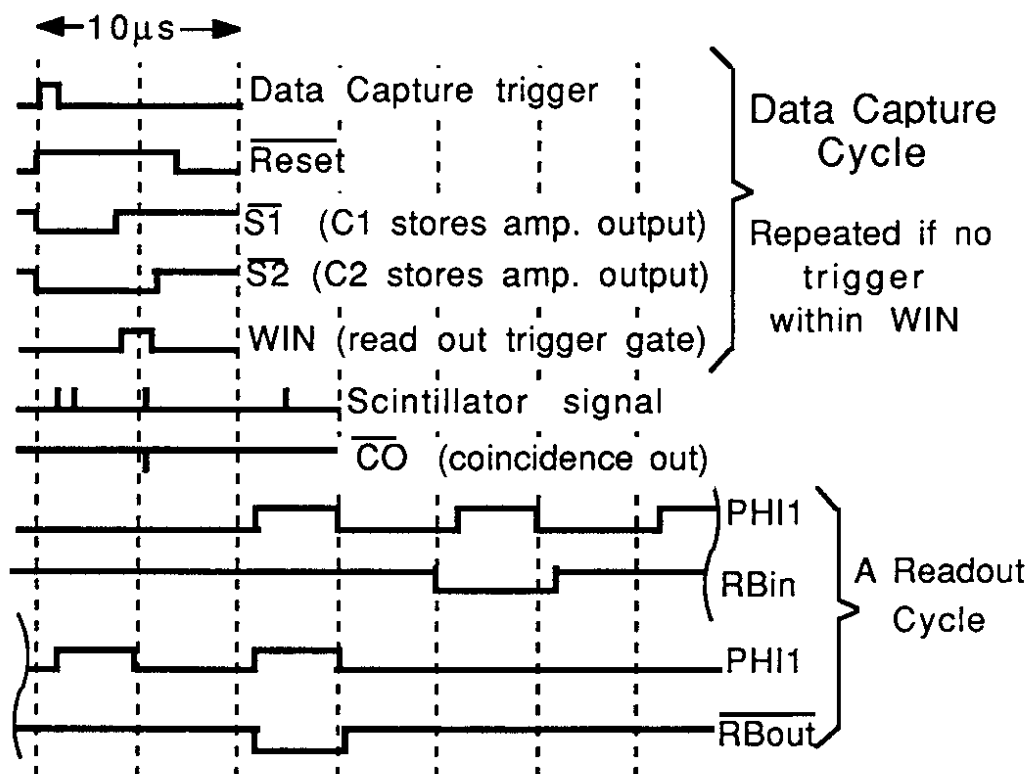 10μs
Data Capture trigger
Reset
S1 (C1 stores amp. output)
S2 (C2 stores amp. output)
WIN (read out trigger gate)
Scintillator signal
CO (coincidence out)
PHI1
RBin
PHI1
RBout
Data Capture
Cycle
Repeated if no
trigger
within WIN
A Readout
Cycle